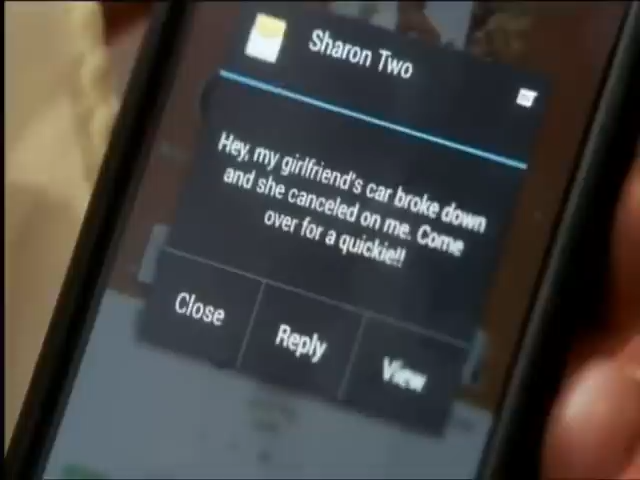 Sharon Two
Hey, my girlfriend's car broke down
and she canceled on me. Come
over for a quickie!!
Close
Reply
View